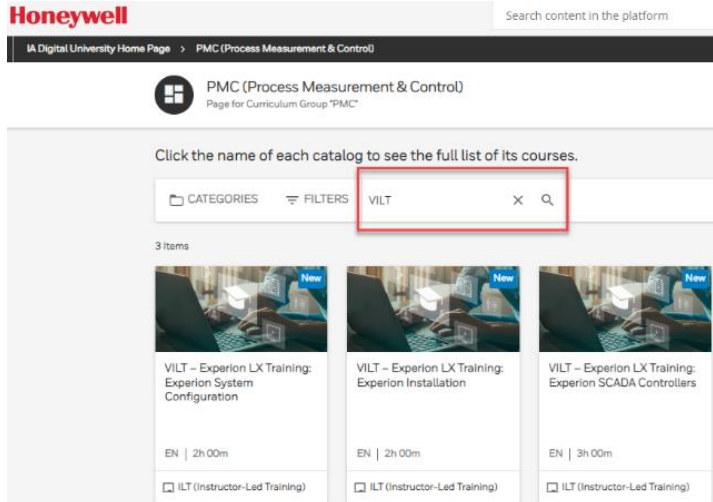 Honeywell
Search content in the platform
IA Digital University Home Page > PMC (Process Measurement & Control)
PMC (Process Measurement & Control)
Page for Curriculum Group "PMC"
Click the name of each catalog to see the full list of its courses.
CATEGORIES FILTERS VILT
3 items
New New New
VILT – Experion LX Training: Experion System Configuration
EN | 2h 00m
ILT (Instructor-Led Training)
VILT – Experion LX Training: Experion Installation
EN | 2h 00m
ILT (Instructor-Led Training)
VILT – Experion LX Training: Experion SCADA Controllers
EN | 3h 00m
ILT (Instructor-Led Training)